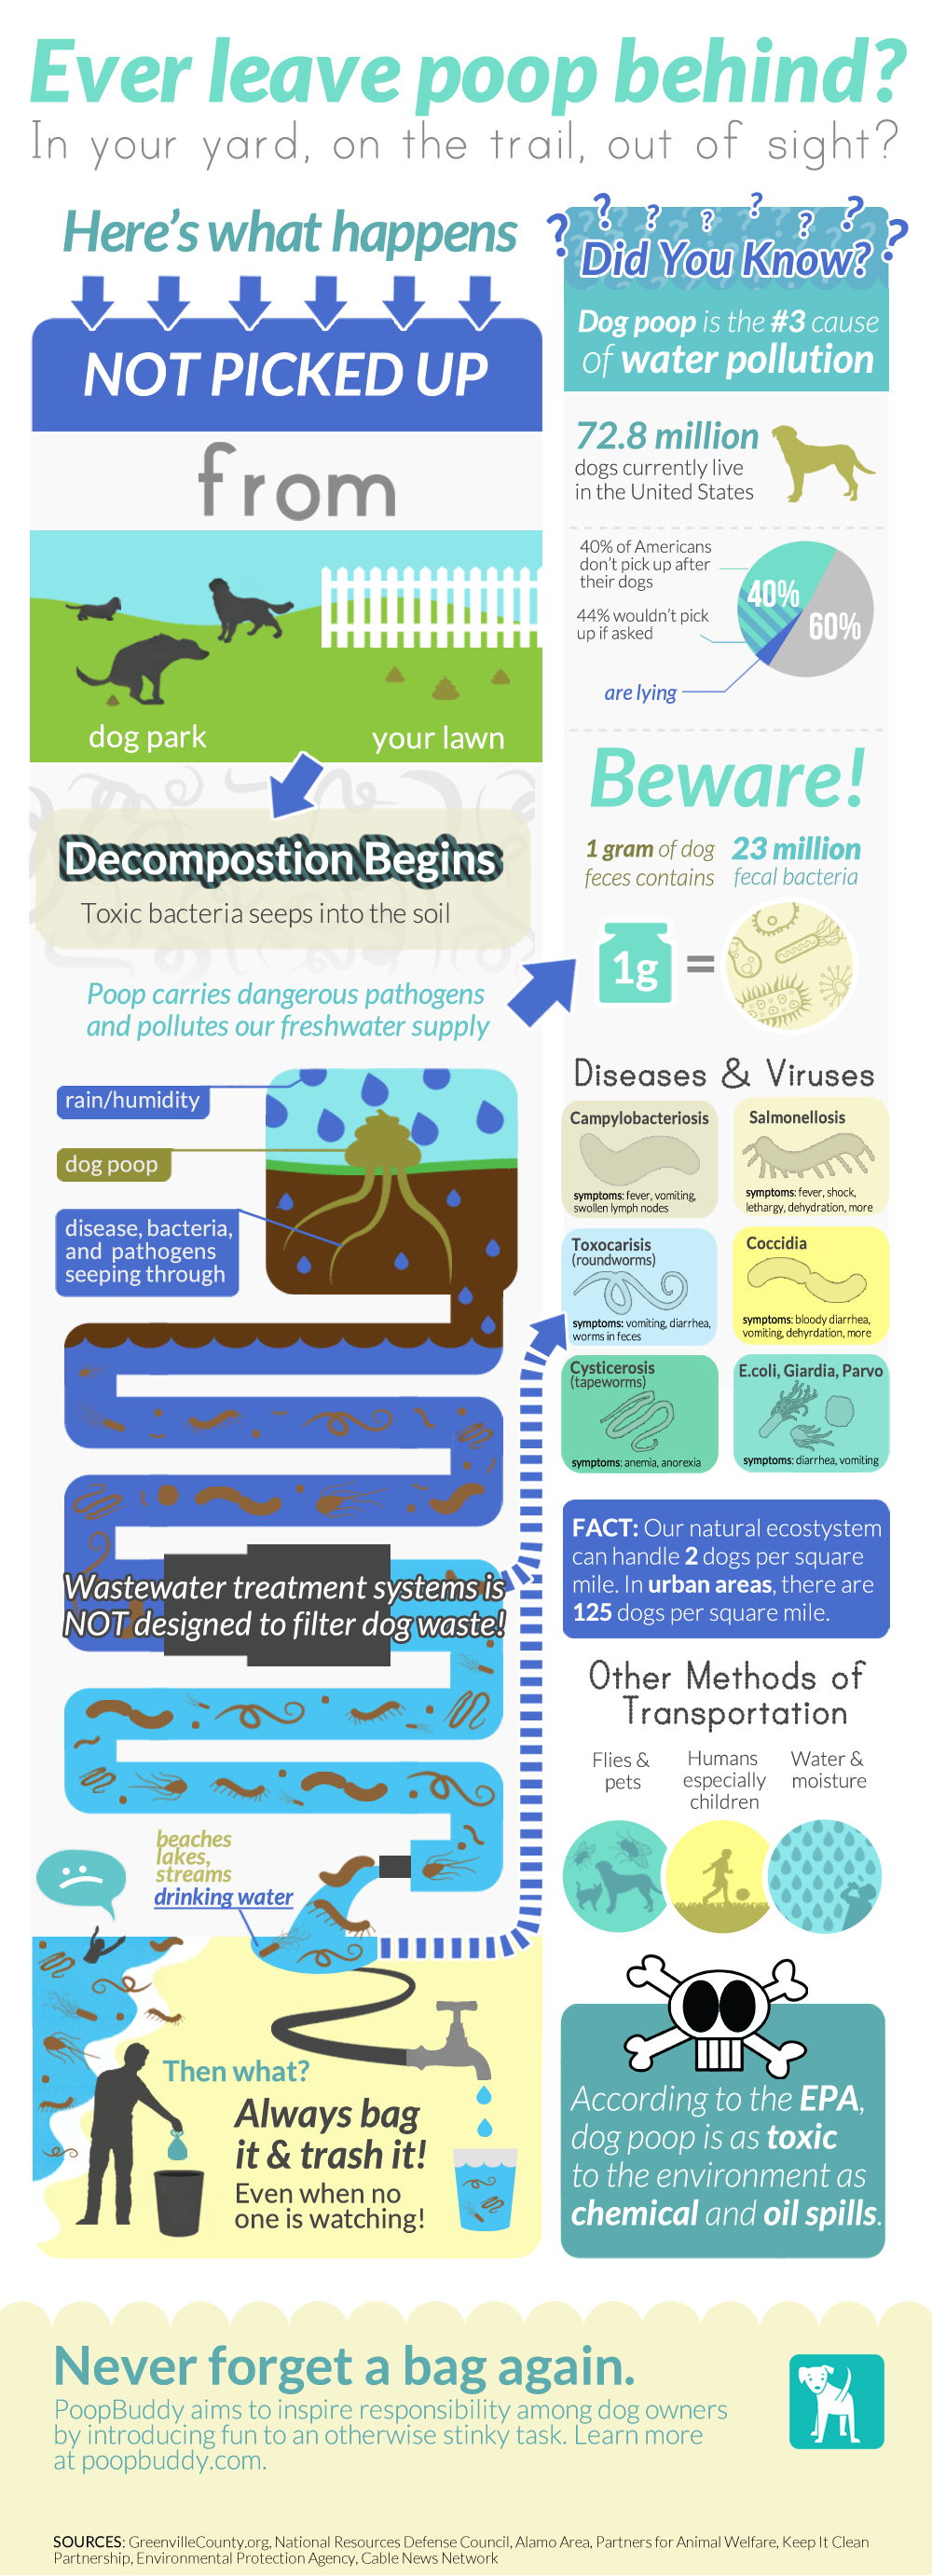 Ever leave poop behind?
In your yard, on the trail, out of sight?
Here's what happens
NOT PICKED UP
from
dog park
your lawn
Decompostion Begins
Toxic bacteria seeps into the soil
Poop carries dangerous pathogens
and pollutes our freshwater supply
rain/humidity
dog poop
disease, bacteria,
and pathogens
seeping through
Wastewater treatment systems is
NOT designed to filter dog waste!
beaches
lakes,
streams
drinking water
Then what?
Always bag
it & trash it!
Even when no
one is watching!
? ? ? ? ? ? ? ? ?
Did You Know?
Dog poop is the #3 cause
of water pollution
72.8 million
dogs currently live
in the United States
40% of Americans
don't pick up after
their dogs
44% wouldn't pick
up if asked
are lying
40%
60%
Beware!
1 gram of dog
feces contains
23 million
fecal bacteria
1g
=
Diseases & Viruses
Campylobacteriosis
symptoms: fever, vomiting,
swollen lymph nodes
Salmonellosis
symptoms: fever, shock,
lethargy, dehydration, more
Toxocarisis
(roundworms)
symptoms: vomiting, diarrhea,
worms in feces
Coccidia
symptoms: bloody diarrhea,
vomiting, dehyrdation, more
Cysticerosis
(tapeworms)
symptoms: anemia, anorexia
E.coli, Giardia, Parvo
symptoms: diarrhea, vomiting
FACT: Our natural ecostystem
can handle 2 dogs per square
mile. In urban areas, there are
125 dogs per square mile.
Other Methods of
Transportation
Flies &
pets
Humans
especially
children
Water &
moisture
According to the EPA,
dog poop is as toxic
to the environment as
chemical and oil spills.
Never forget a bag again.
PoopBuddy aims to inspire responsibility among dog owners
by introducing fun to an otherwise stinky task. Learn more
at poopbuddy.com.
SOURCES: GreenvilleCounty.org, National Resources Defense Council, Alamo Area, Partners for Animal Welfare, Keep It Clean
Partnership, Environmental Protection Agency, Cable News Network